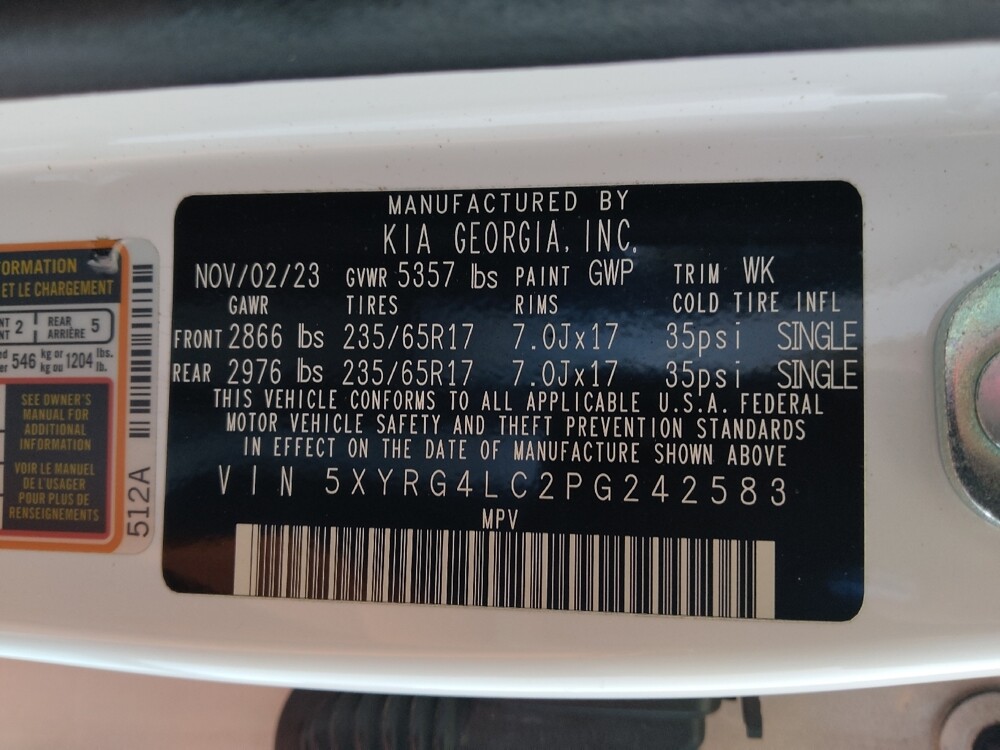 MANUFACTURED BY
KIA GEORGIA, INC.
NOV/02/23 GVWR 5357 lbs PAINT GWP TRIM WK
GAWR TIRES RIMS COLD TIRE INFL
FRONT 2866 lbs 235/65R17 7.0Jx17 35psi SINGLE
REAR 2976 lbs 235/65R17 7.0Jx17 35psi SINGLE
THIS VEHICLE CONFORMS TO ALL APPLICABLE U.S.A. FEDERAL
MOTOR VEHICLE SAFETY AND THEFT PREVENTION STANDARDS
IN EFFECT ON THE DATE OF MANUFACTURE SHOWN ABOVE
VIN 5XYRG4LC2PG242583
MPV
ET LE CHARGEMENT
2 REAR 5
ARRIÈRE
546 kg or 1204 lbs.
kg ou lb.
SEE OWNER'S
MANUAL FOR
ADDITIONAL
INFORMATION
VOIR LE MANUEL
DE L'USAGER
POUR PLUS DE
RENSEIGNEMENTS
512A